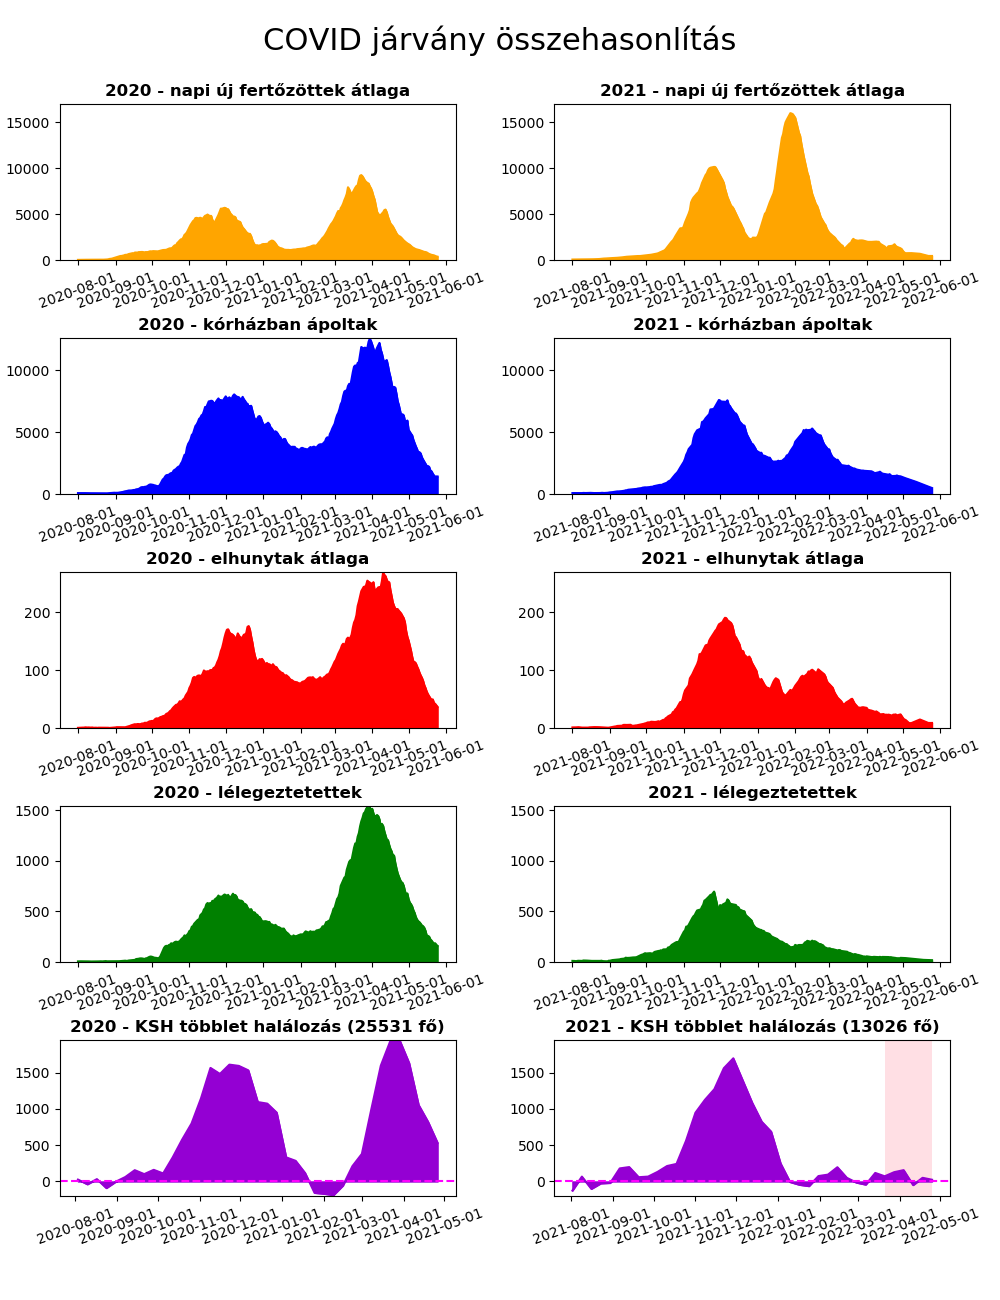 COVID járvány összehasonlítás
2020 - napi új fertőzöttek átlaga
15000
10000
5000
0
2020-08-01 2020-09-01 2020-10-01 2020-11-01 2020-12-01 2021-01-01 2021-02-01 2021-03-01 2021-04-01 2021-05-01 2021-06-01
2021 - napi új fertőzöttek átlaga
15000
10000
5000
0
2021-08-01 2021-09-01 2021-10-01 2021-11-01 2021-12-01 2022-01-01 2022-02-01 2022-03-01 2022-04-01 2022-05-01 2022-06-01
2020 - kórházban ápoltak
10000
5000
0
2020-08-01 2020-09-01 2020-10-01 2020-11-01 2020-12-01 2021-01-01 2021-02-01 2021-03-01 2021-04-01 2021-05-01 2021-06-01
2021 - kórházban ápoltak
10000
5000
0
2021-08-01 2021-09-01 2021-10-01 2021-11-01 2021-12-01 2022-01-01 2022-02-01 2022-03-01 2022-04-01 2022-05-01 2022-06-01
2020 - elhunytak átlaga
200
100
0
2020-08-01 2020-09-01 2020-10-01 2020-11-01 2020-12-01 2021-01-01 2021-02-01 2021-03-01 2021-04-01 2021-05-01 2021-06-01
2021 - elhunytak átlaga
200
100
0
2021-08-01 2021-09-01 2021-10-01 2021-11-01 2021-12-01 2022-01-01 2022-02-01 2022-03-01 2022-04-01 2022-05-01 2022-06-01
2020 - lélegeztetettek
1500
1000
500
0
2020-08-01 2020-09-01 2020-10-01 2020-11-01 2020-12-01 2021-01-01 2021-02-01 2021-03-01 2021-04-01 2021-05-01 2021-06-01
2021 - lélegeztetettek
1500
1000
500
0
2021-08-01 2021-09-01 2021-10-01 2021-11-01 2021-12-01 2022-01-01 2022-02-01 2022-03-01 2022-04-01 2022-05-01 2022-06-01
2020 - KSH többlet halálozás (25531 fő)
1500
1000
500
0
2020-08-01 2020-09-01 2020-10-01 2020-11-01 2020-12-01 2021-01-01 2021-02-01 2021-03-01 2021-04-01 2021-05-01
2021 - KSH többlet halálozás (13026 fő)
1500
1000
500
0
2021-08-01 2021-09-01 2021-10-01 2021-11-01 2021-12-01 2022-01-01 2022-02-01 2022-03-01 2022-04-01 2022-05-01